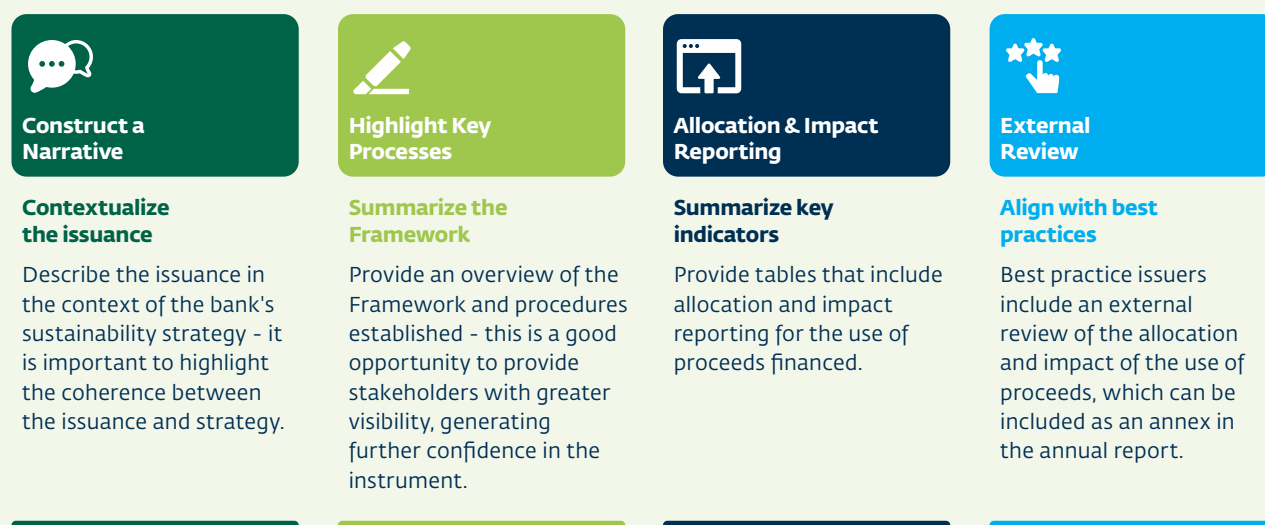 Construct a
Narrative
Contextualize
the issuance
Describe the issuance in
the context of the bank's
sustainability strategy - it
is important to highlight
the coherence between
the issuance and strategy.
Highlight Key
Processes
Summarize the
Framework
Provide an overview of the
Framework and procedures
established - this is a good
opportunity to provide
stakeholders with greater
visibility, generating
further confidence in the
instrument.
Allocation & Impact
Reporting
Summarize key
indicators
Provide tables that include
allocation and impact
reporting for the use of
proceeds financed.
External
Review
Align with best
practices
Best practice issuers
include an external
review of the allocation
and impact of the use of
proceeds, which can be
included as an annex in
the annual report.